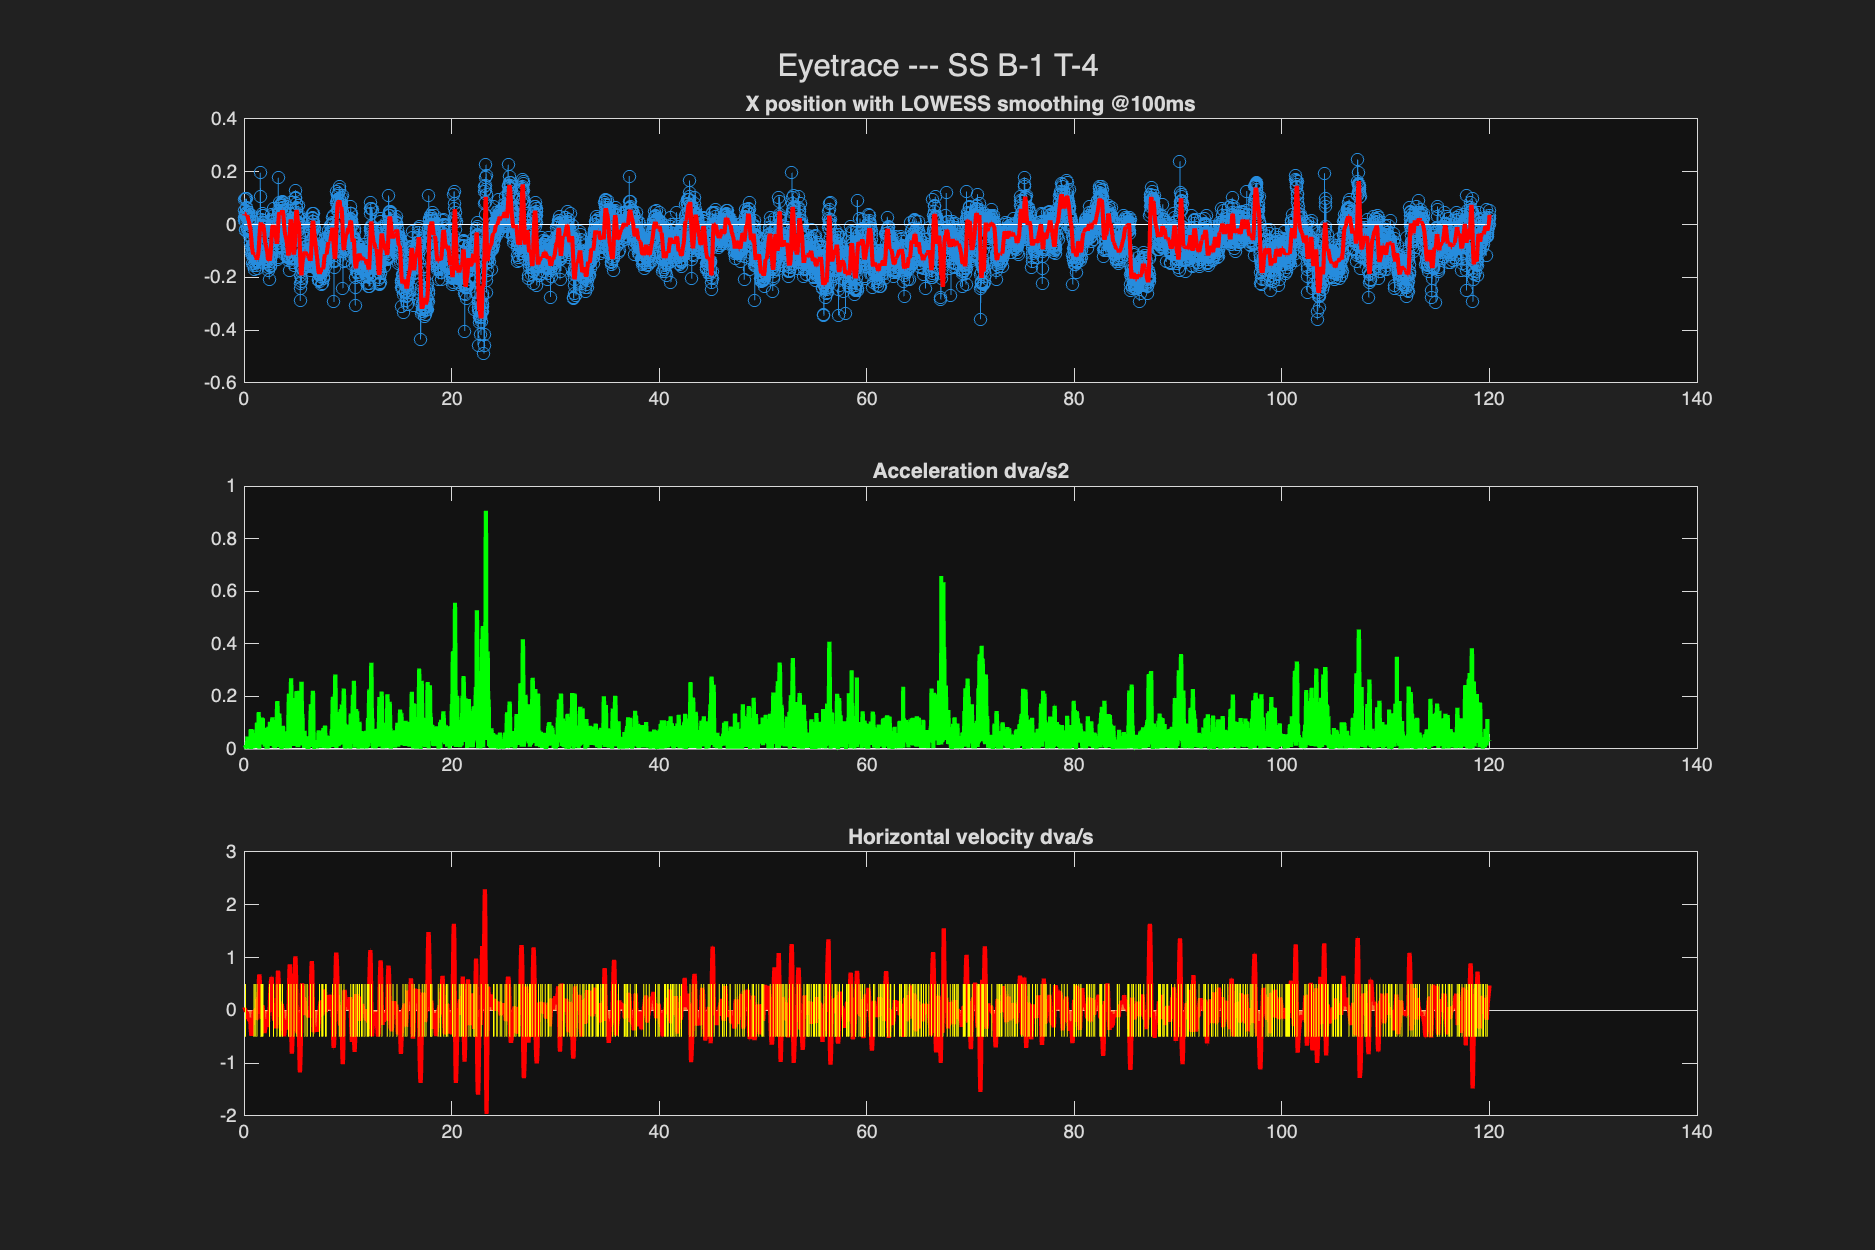 Eyetrace --- SS B-1 T-4
X position with LOWESS smoothing @100ms
0.4
0.2
0
-0.2
-0.4
-0.6
0 20 40 60 80 100 120 140
Acceleration dva/s2
1
0.8
0.6
0.4
0.2
0
0 20 40 60 80 100 120 140
Horizontal velocity dva/s
3
2
1
0
-1
-2
0 20 40 60 80 100 120 140